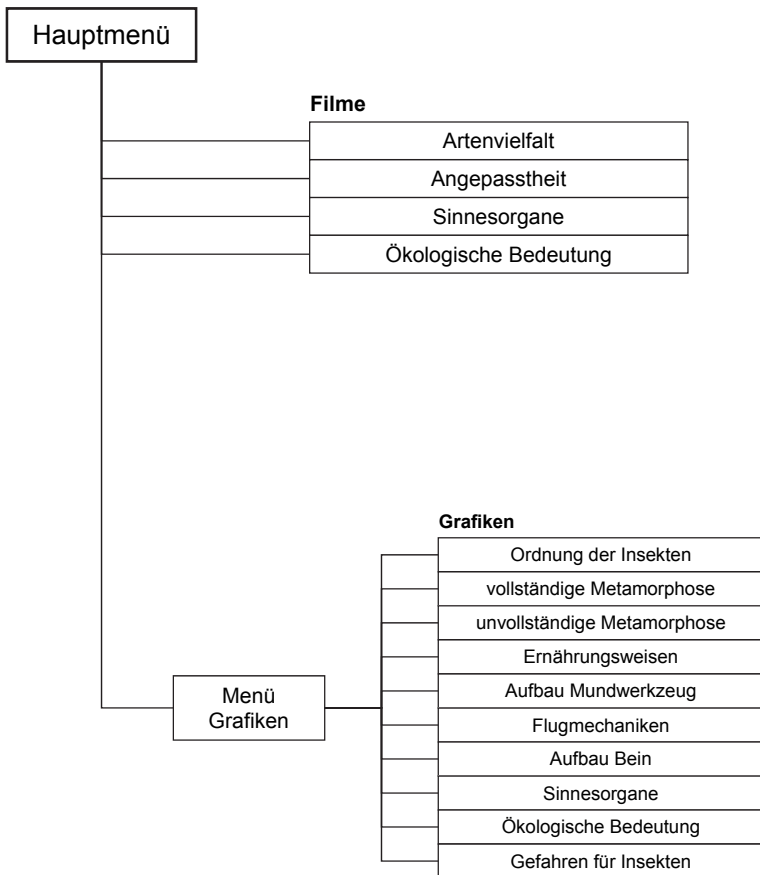 Hauptmenü
Filme
Artenvielfalt
Angepasstheit
Sinnesorgane
Ökologische Bedeutung
Grafiken
Ordnung der Insekten
vollständige Metamorphose
unvollständige Metamorphose
Ernährungsweisen
Aufbau Mundwerkzeug
Flugmechaniken
Aufbau Bein
Sinnesorgane
Ökologische Bedeutung
Gefahren für Insekten
Menü
Grafiken